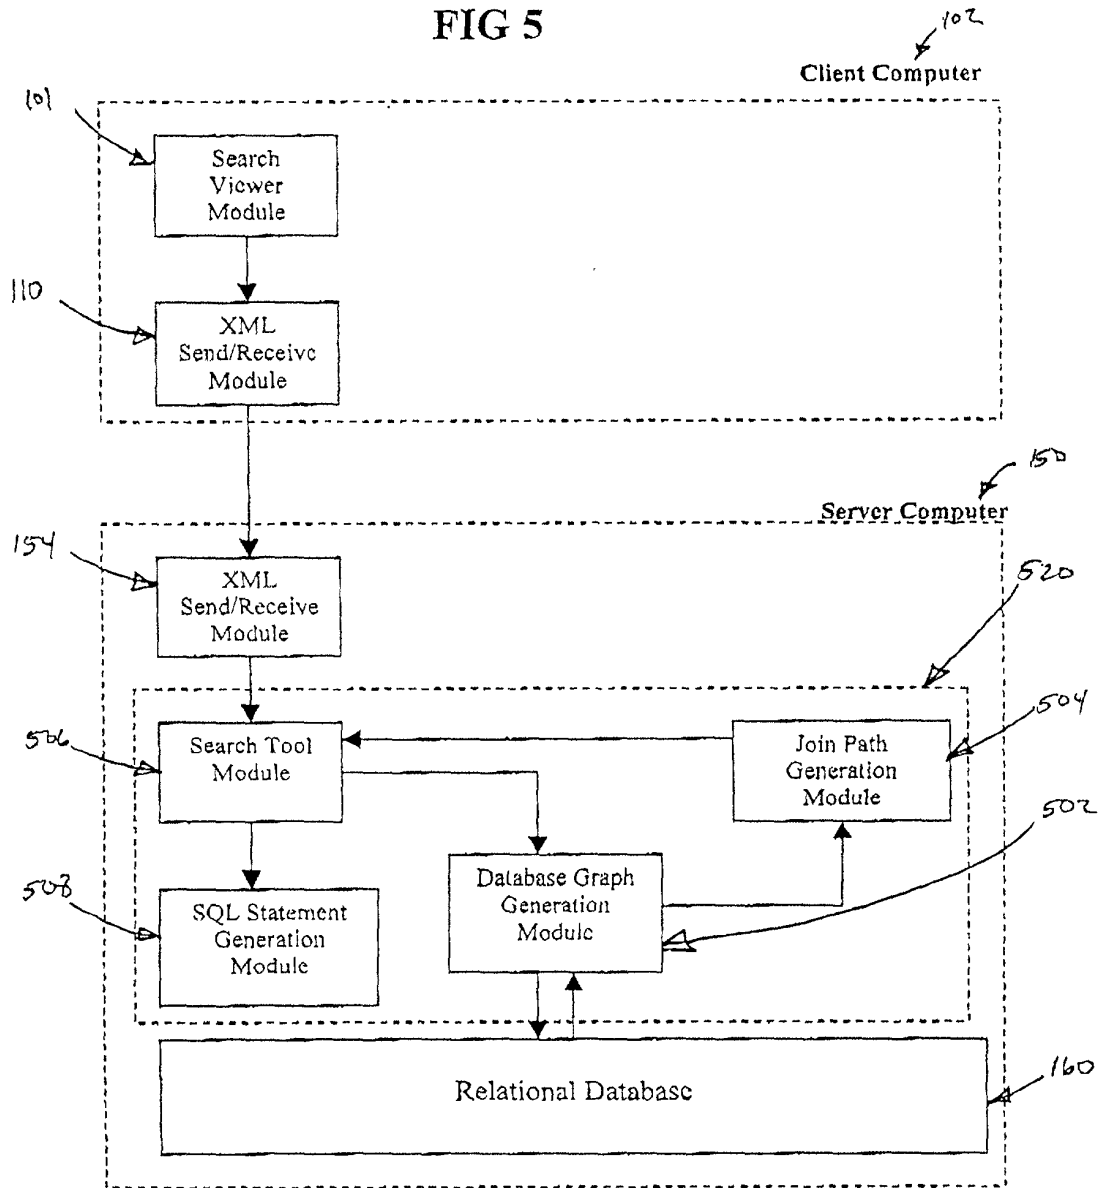 FIG 5
102
Client Computer
101
Search
Viewer
Module
110
XML
Send/Receive
Module
150
Server Computer
154
XML
Send/Receive
Module
520
506
Search Tool
Module
504
Join Path
Generation
Module
502
508
SQL Statement
Generation
Module
Database Graph
Generation
Module
Relational Database
160